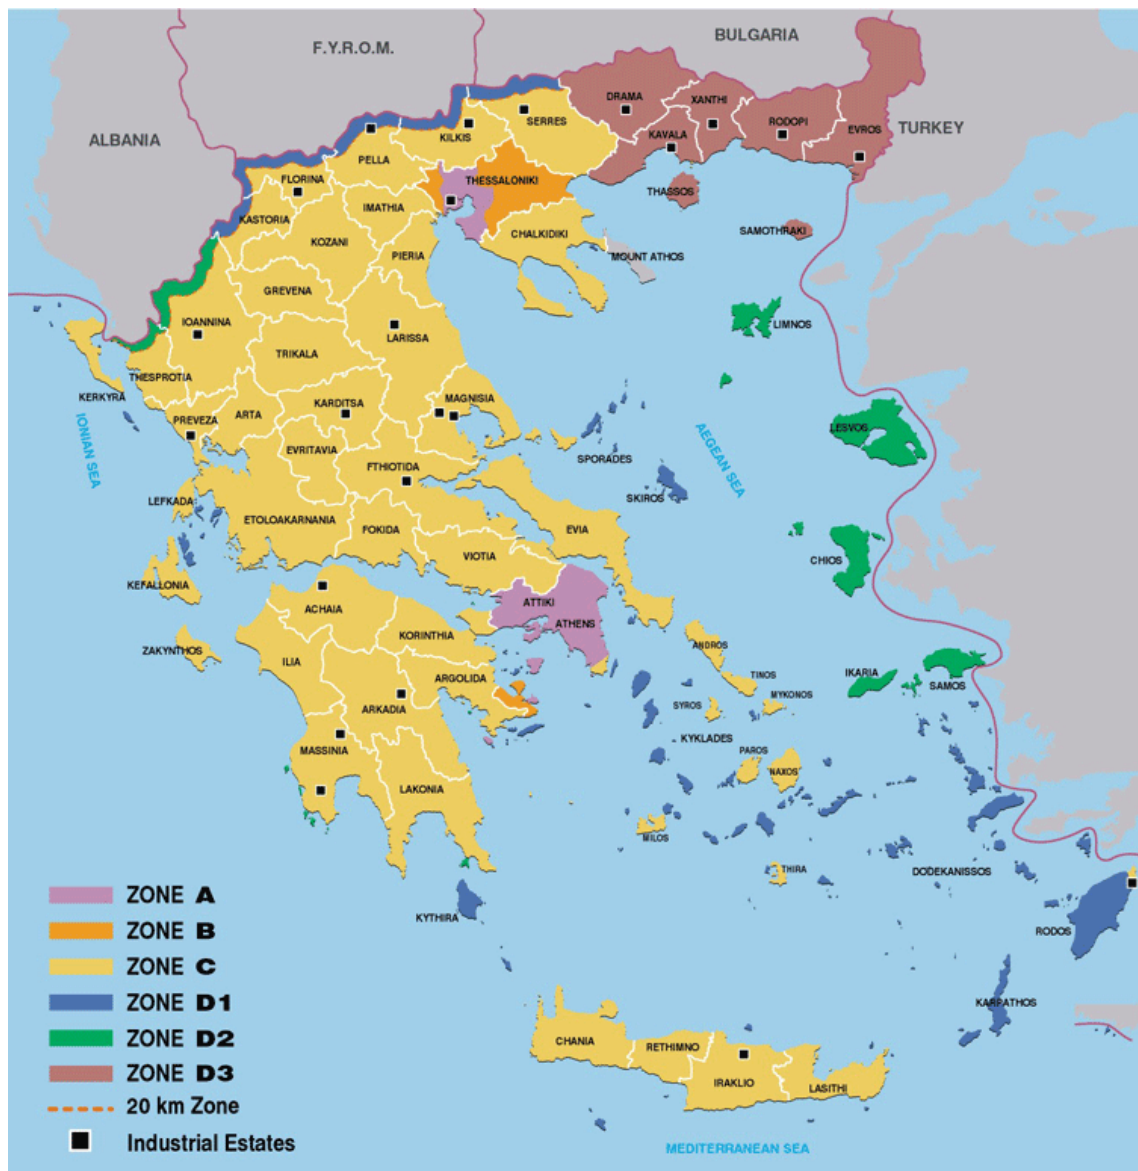 BULGARIA
F.Y.R.O.M.
ALBANIA
TURKEY
DRAMA
XANTHI
RODOPI
EVROS
KAVALA
SERRES
KILKIS
PELLA
FLORINA
THESSALONIKI
THASSOS
IMATHIA
KASTORIA
KOZANI
CHALKIDIKI
SAMOTHRAKI
PIERIA
MOUNT ATHOS
GREVENA
IOANNINA
LARISSA
LIMNOS
TRIKALA
THESPROTIA
KERKYRA
IONIAN SEA
PREVEZA
ARTA
KARDITSA
MAGNISIA
LESVOS
AEGEAN SEA
EVRITAVIA
FTHIOTIDA
SPORADES
SKIROS
LEFKADA
ETOLOAKARNANIA
FOKIDA
EVIA
VIOTIA
CHIOS
KEFALLONIA
ACHAIA
ATTIKI
ATHENS
KORINTHIA
ZAKYNTHOS
ILIA
ANDROS
ARGOLIDA
TINOS
IKARIA
SAMOS
MYKONOS
SYROS
ARKADIA
KYKLADES
MASSINIA
PAROS
NAXOS
LAKONIA
MILOS
THIRA
DODEKANISSOS
KYTHIRA
RODOS
KARPATHOS
CHANIA
RETHIMNO
IRAKLIO
LASITHI
MEDITERRANEAN SEA
ZONE A
ZONE B
ZONE C
ZONE D1
ZONE D2
ZONE D3
20 km Zone
Industrial Estates